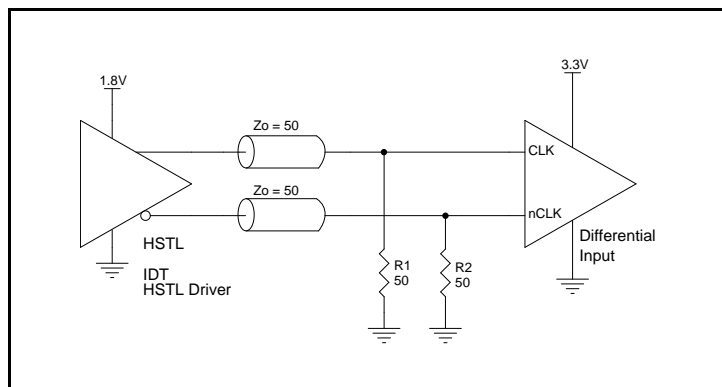 1.8V
3.3V
Zo = 50
CLK
Zo = 50
nCLK
HSTL
Differential
Input
IDT
HSTL Driver
R1
50
R2
50